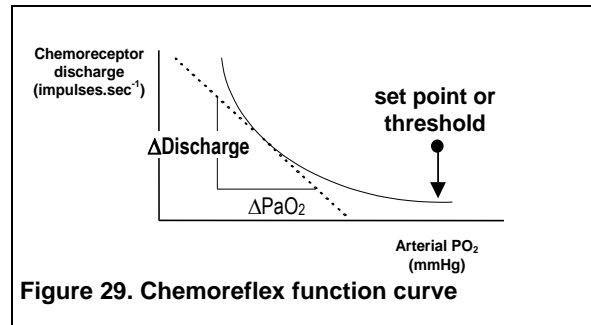 Chemoreceptor
discharge
(impulses.sec⁻¹)
set point or
threshold
ΔDischarge
ΔPaO₂
Arterial PO₂
(mmHg)
Figure 29. Chemoreflex function curve